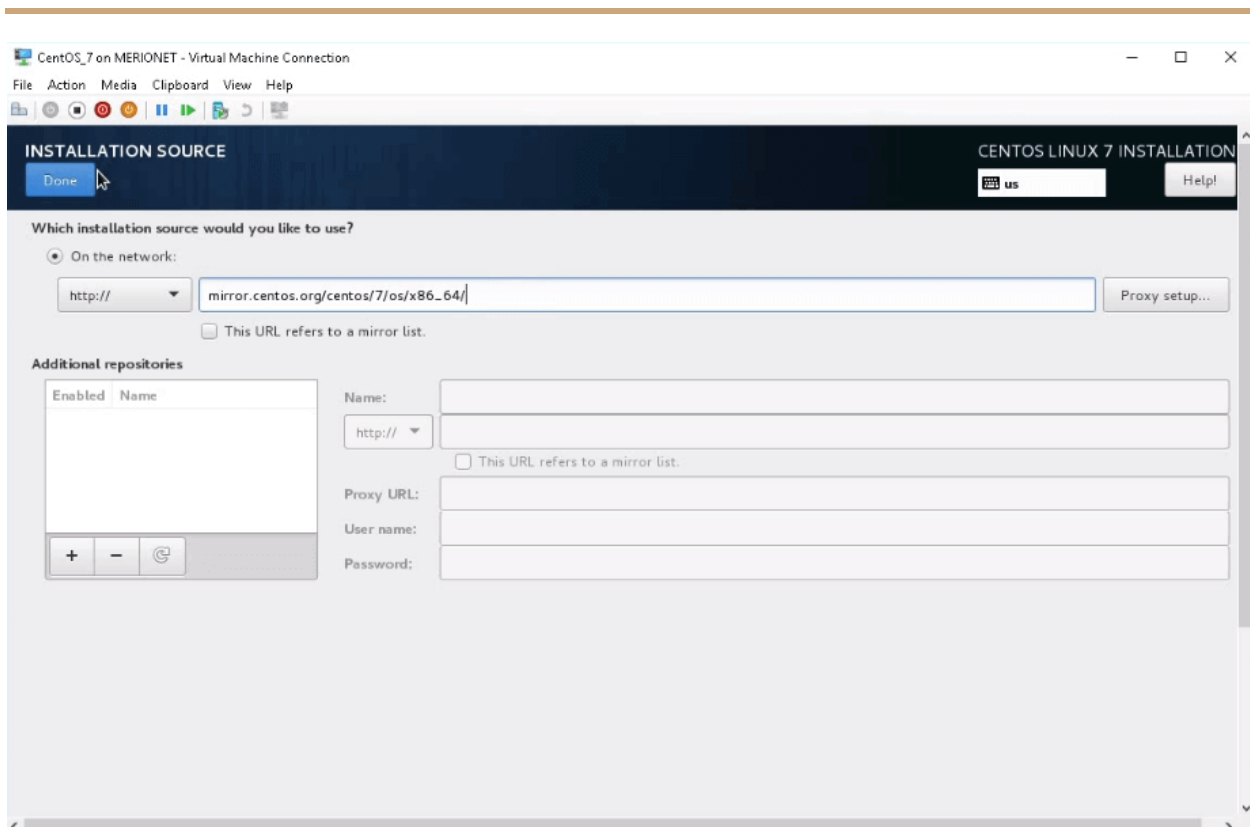 CentOS_7 on MERIONET - Virtual Machine Connection
File Action Media Clipboard View Help
INSTALLATION SOURCE
CENTOS LINUX 7 INSTALLATION
Done
us
Help!
Which installation source would you like to use?
On the network:
http://
mirror.centos.org/centos/7/os/x86_64/
Proxy setup...
This URL refers to a mirror list.
Additional repositories
Enabled Name
Name:
http://
This URL refers to a mirror list.
Proxy URL:
User name:
Password: